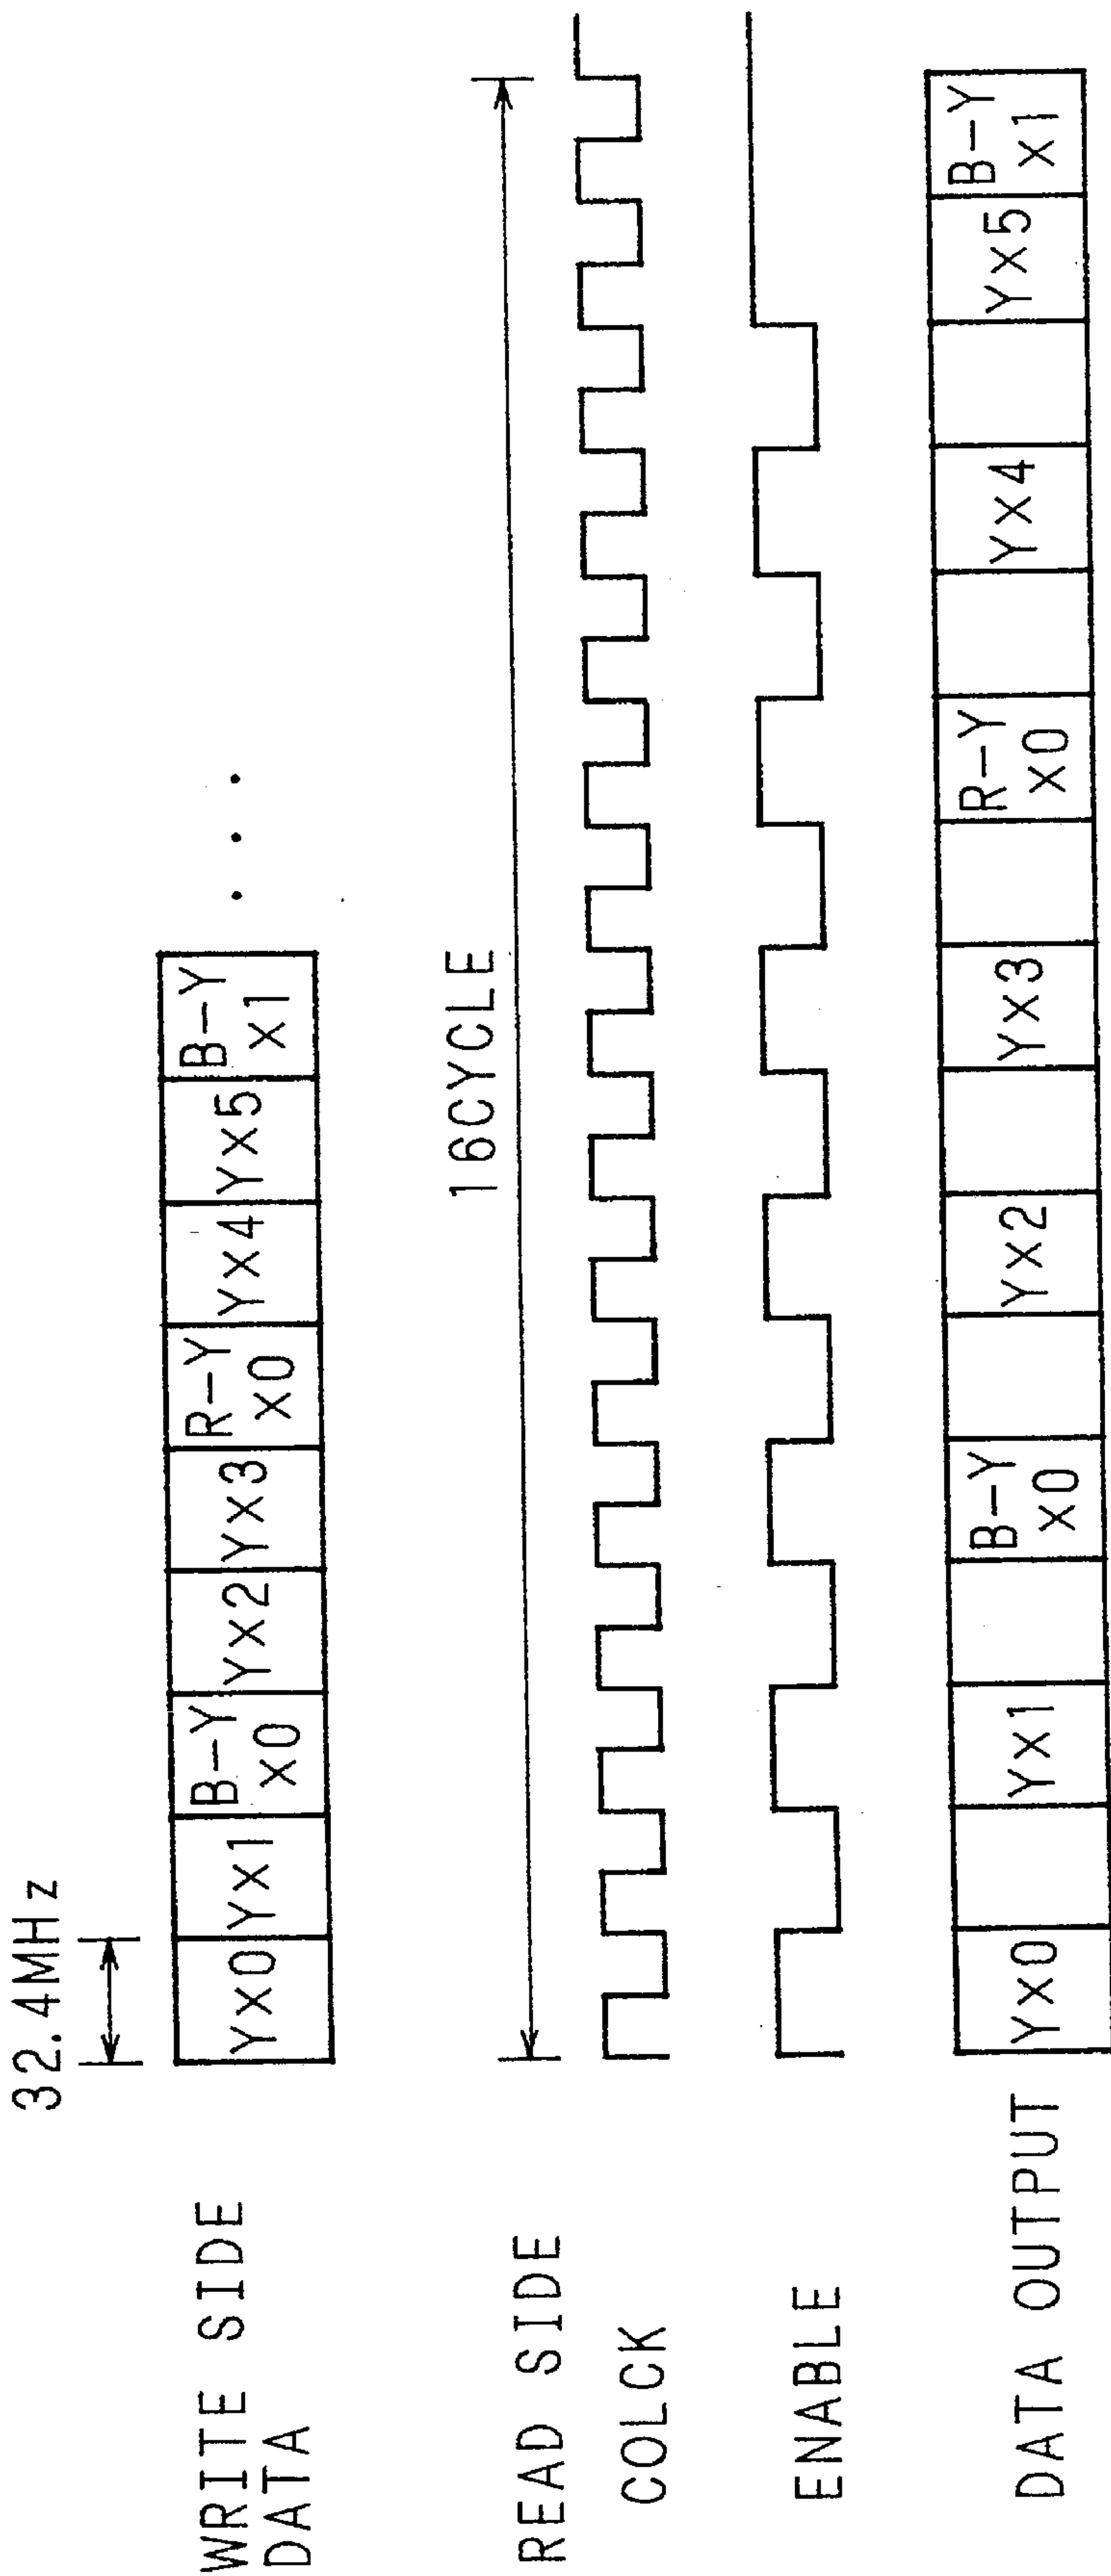 32.4MHz
WRITE SIDE
DATA
Yx0
Yx1
B-Y
x0
Yx2
Yx3
R-Y
x0
Yx4
Yx5
B-Y
x1
...
READ SIDE
16CYCLE
COLCK
ENABLE
DATA OUTPUT
Yx0
Yx1
B-Y
x0
Yx2
Yx3
R-Y
x0
Yx4
Yx5
B-Y
x1